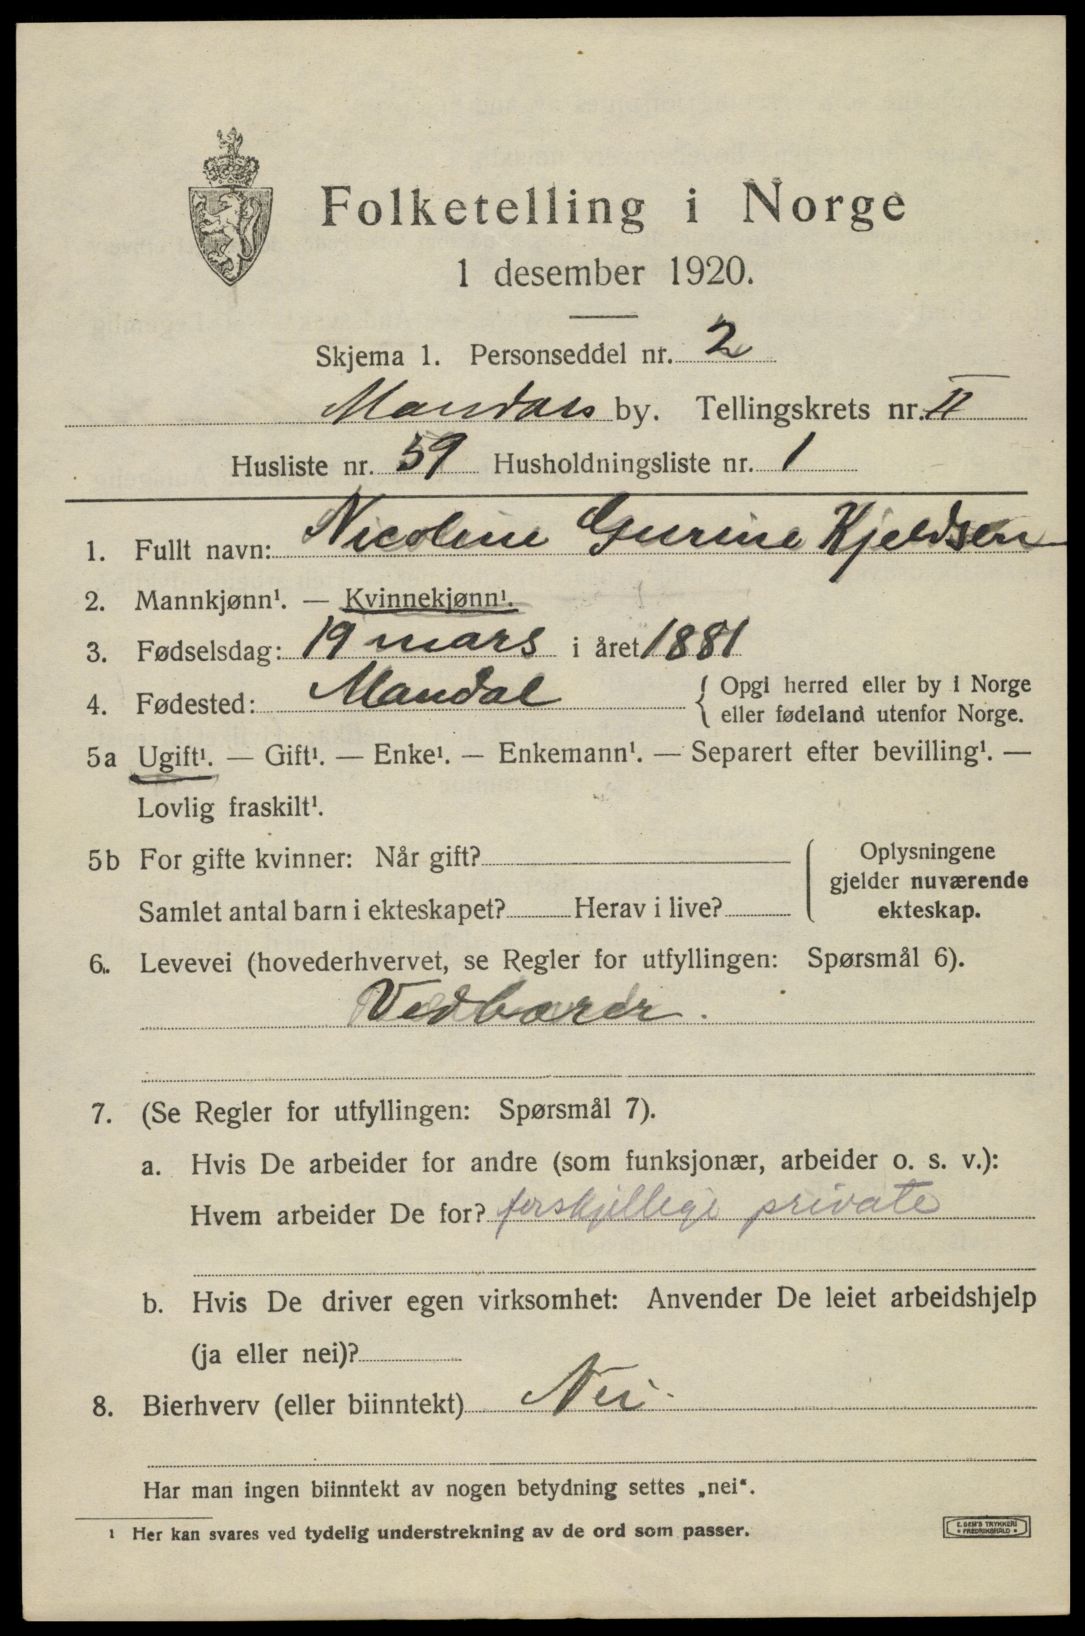 Folketelling i Norge
1 desember 1920.
Skjema 1. Personseddel nr. 2
Mandals by. Tellingskrets nr. II
Husliste nr. 59 Husholdningsliste nr. 1
1. Fullt navn: Nicoline Gurine Kjeldsen
2. Mannkjønn¹. — Kvinnekjønn¹.
3. Fødselsdag: 19 mars i året 1881
4. Fødested: Mandal { Opgi herred eller by i Norge
eller fødeland utenfor Norge.
5a Ugift¹. — Gift¹. — Enke¹. — Enkemann¹. — Separert efter bevilling¹. —
Lovlig fraskilt¹.
5b For gifte kvinner: Når gift?
Samlet antal barn i ekteskapet? Herav i live?
Oplysningene
gjelder nuværende
ekteskap.
6. Levevei (hovederhvervet, se Regler for utfyllingen: Spørsmål 6).
Vedbærer.
7. (Se Regler for utfyllingen: Spørsmål 7).
a. Hvis De arbeider for andre (som funksjonær, arbeider o. s. v.):
Hvem arbeider De for? forskjellige private
b. Hvis De driver egen virksomhet: Anvender De leiet arbeidshjelp
(ja eller nei)?
8. Bierhverv (eller biinntekt) Nei.
Har man ingen biinntekt av nogen betydning settes „nei“.
¹ Her kan svares ved tydelig understrekning av de ord som passer.
E. SEM'S TRYKKERI
• FREDRIKSHALD •